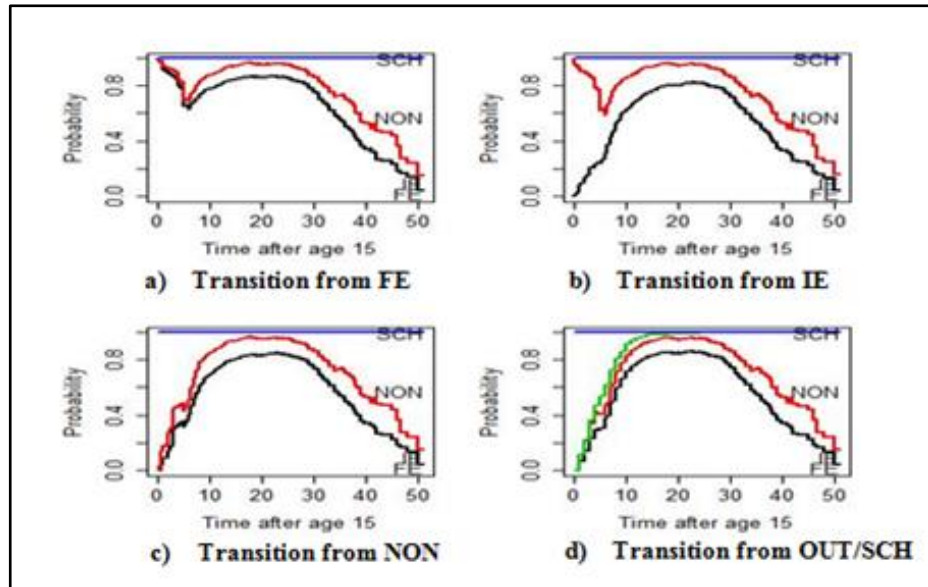 SCH
NON
Probability
0.0 0.4 0.8
0 10 20 30 40 50
Time after age 15
a) Transition from FE
SCH
NON
Probability
0.0 0.4 0.8
0 10 20 30 40 50
Time after age 15
b) Transition from IE
SCH
NON
Probability
0.0 0.4 0.8
0 10 20 30 40 50
Time after age 15
c) Transition from NON
SCH
NON
Probability
0.0 0.4 0.8
0 10 20 30 40 50
Time after age 15
d) Transition from OUT/SCH